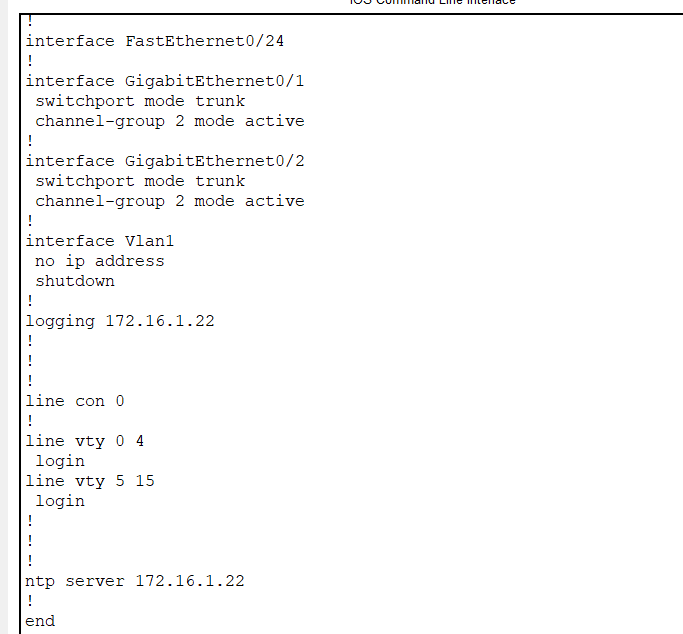 IOS Command Line Interface
!
interface FastEthernet0/24
!
interface GigabitEthernet0/1
 switchport mode trunk
 channel-group 2 mode active
!
interface GigabitEthernet0/2
 switchport mode trunk
 channel-group 2 mode active
!
interface Vlan1
 no ip address
 shutdown
!
logging 172.16.1.22
!
!
!
line con 0
!
line vty 0 4
 login
line vty 5 15
 login
!
!
!
ntp server 172.16.1.22
!
end